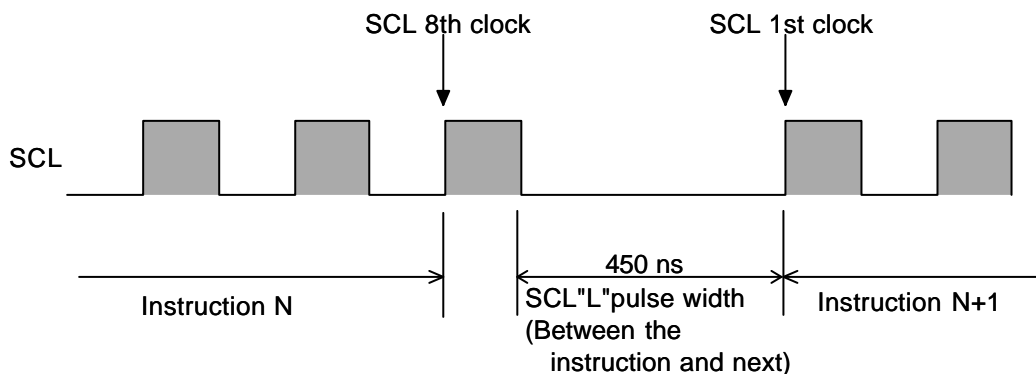 SCL 8th clock
SCL 1st clock
SCL
450 ns
Instruction N
SCL"L"pulse width
(Between the
instruction and next)
Instruction N+1